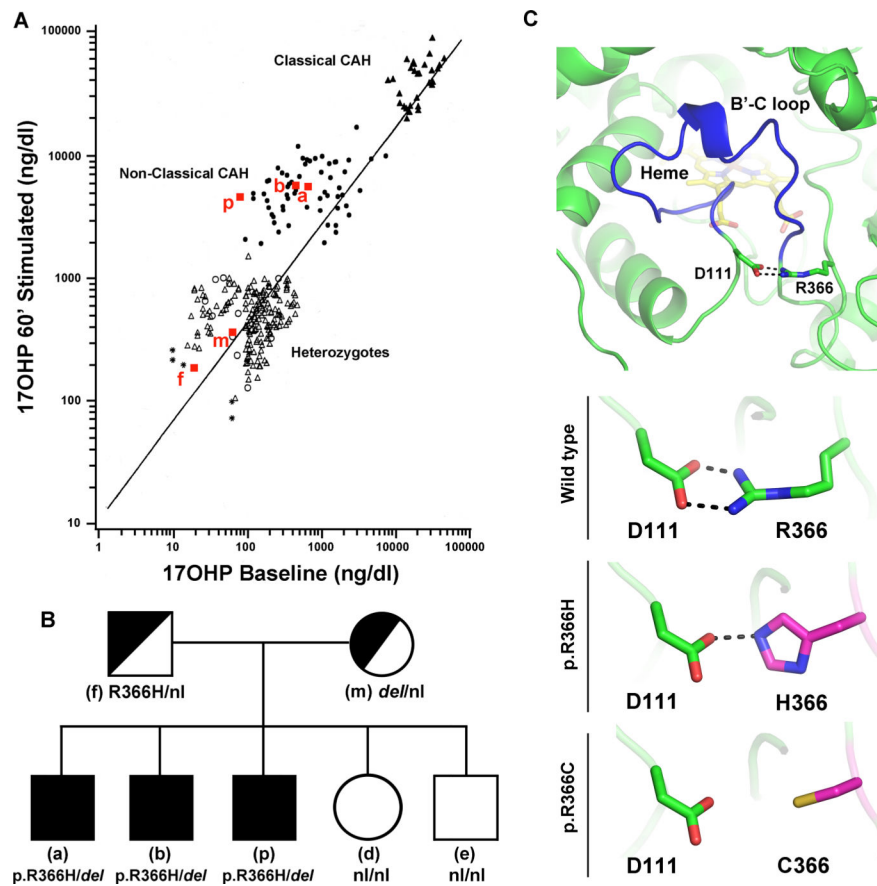 A
17OHP 60' Stimulated (ng/dl)
100000
10000
1000
100
10
Classical CAH
Non-Classical CAH
Heterozygotes
p
b
a
m
f
1
10
100
1000
10000
100000
17OHP Baseline (ng/dl)
B
(f) R366H/nl
(m) del/nl
(a)
p.R366H/del
(b)
p.R366H/del
(p)
p.R366H/del
(d)
nl/nl
(e)
nl/nl
C
B'-C loop
Heme
D111
R366
Wild type
D111
R366
p.R366H
D111
H366
p.R366C
D111
C366